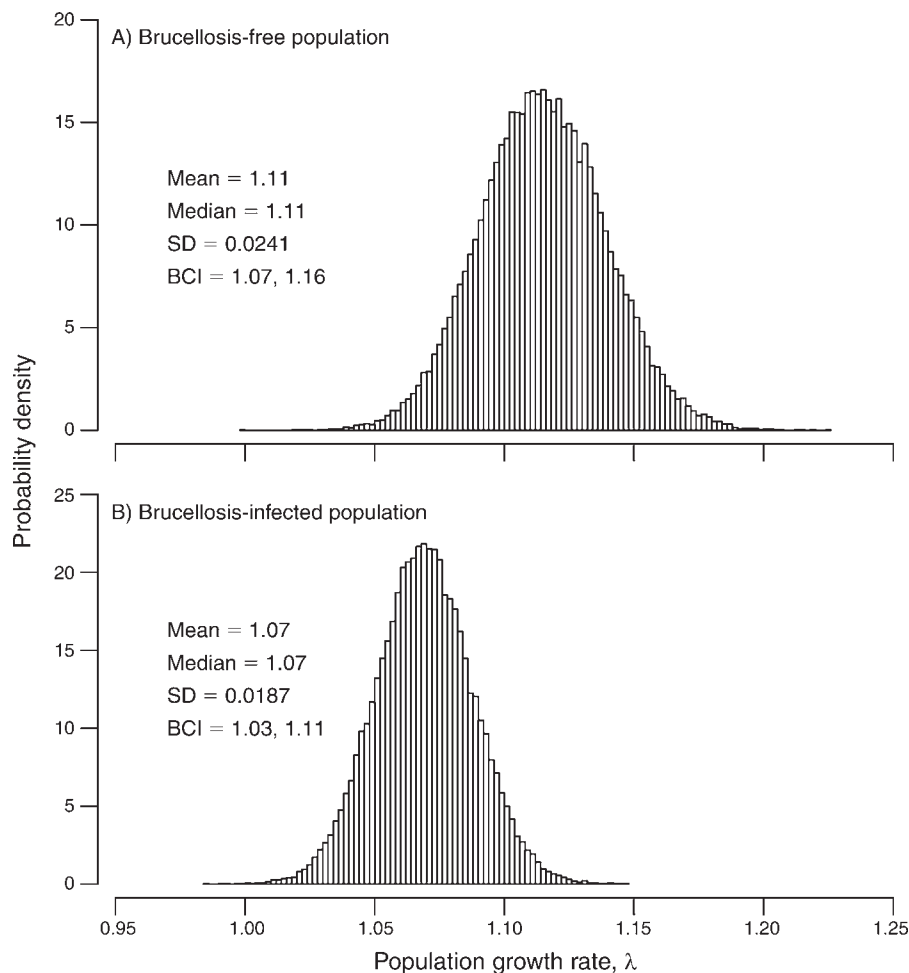 20
A) Brucellosis-free population
15
Mean = 1.11
Median = 1.11
10
SD = 0.0241
BCI = 1.07, 1.16
5
0
Probability density
25
B) Brucellosis-infected population
20
Mean = 1.07
15
Median = 1.07
SD = 0.0187
10
BCI = 1.03, 1.11
5
0
0.95 1.00 1.05 1.10 1.15 1.20 1.25
Population growth rate, λ